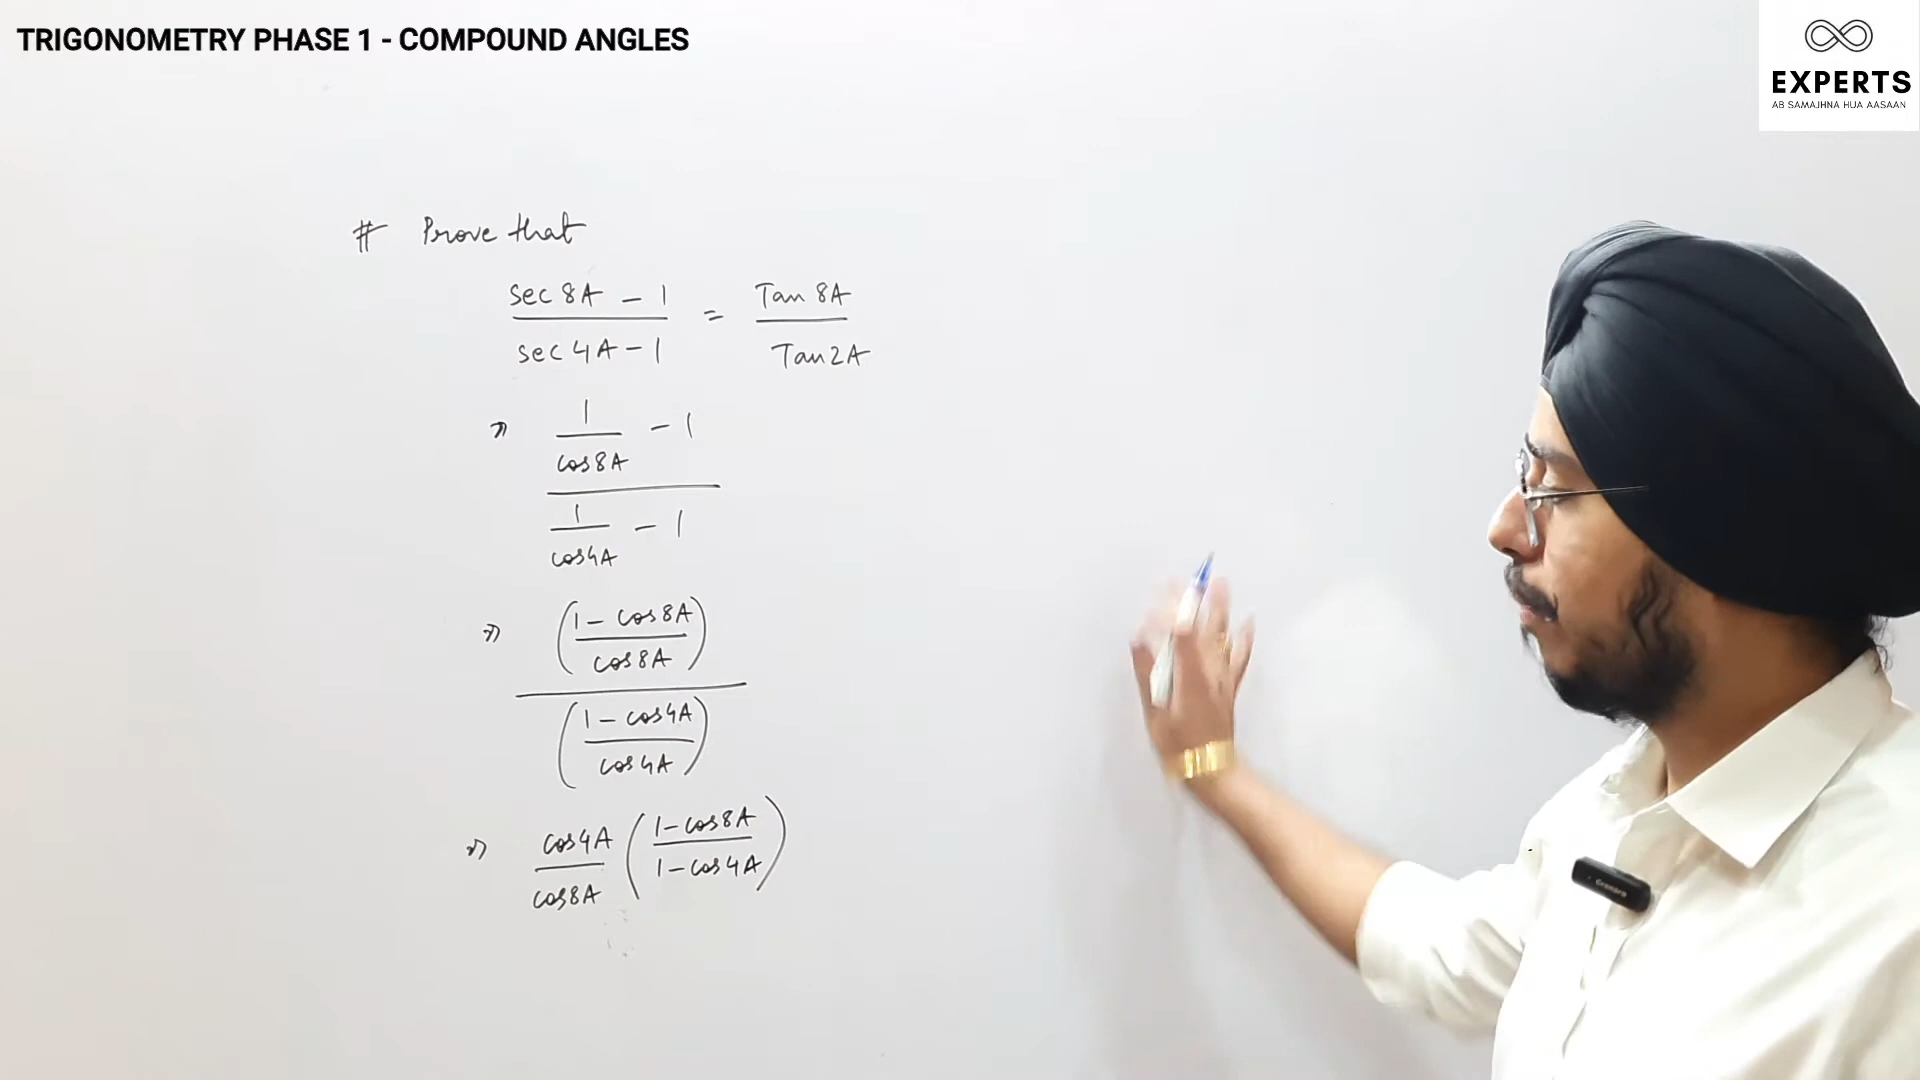 TRIGONOMETRY PHASE 1 - COMPOUND ANGLES
EXPERTS
AB SAMAJHNA HUA AASAAN
# Prove that
sec 8A - 1 = Tan 8A
sec 4A - 1 Tan 2A
⇒ 1 - 1
cos 8A
1 - 1
cos 4A
⇒ (1 - cos 8A)
cos 8A
(1 - cos 4A)
cos 4A
⇒ cos 4A (1 - cos 8A)
cos 8A 1 - cos 4A